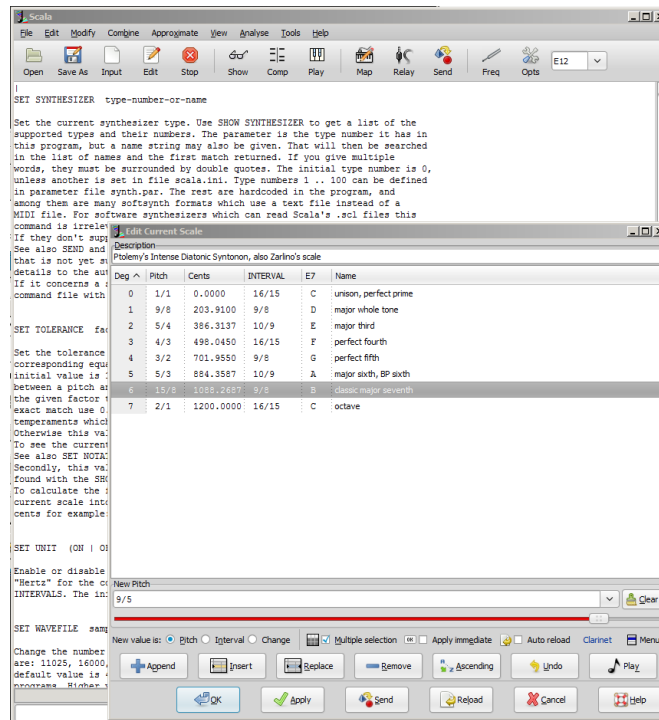 Scala
File Edit Modify Combine Approximate View Analyse Tools Help
Open Save As Input Edit Stop Show Comp Play Map Relay Send Freq Opts E12
SET SYNTHESIZER type-number-or-name
Set the current synthesizer type. Use SHOW SYNTHESIZER to get a list of the
supported types and their numbers. The parameter is the type number it has in
this program, but a name string may also be given. That will then be searched
in the list of names and the first match returned. If you give multiple
words, they must be surrounded by double quotes. The initial type number is 0,
unless another is set in file scala.ini. Type numbers 1 .. 100 can be defined
in parameter file synth.par. The rest are hardcoded in the program, and
among them are many softsynth formats which use a text file instead of a
MIDI file. For software synthesizers which can read Scala's .scl files this
command is
If they don't
See also SEND and
that is not yet
details to the
If it concerns a
command file with
SET TOLERANCE
Set the tolerance
corresponding
initial value is
between a pitch
the given factor
exact match use
temperaments
Otherwise this
To see the current
See also SET
Secondly, this
found with the
To calculate the
current scale
cents for example
SET UNIT (ON |
Enable or disable
"Hertz" for the
INTERVALS. The
SET WAVEFILE
Change the number
are: 11025, 16000,
default value is
programs. Higher
Edit Current Scale
Description
Ptolemy's Intense Diatonic Syntonon, also Zarlino's scale
Deg Pitch Cents INTERVAL E7 Name
0 1/1 0.0000 16/15 C unison, perfect prime
1 9/8 203.9100 9/8 D major whole tone
2 5/4 386.3137 10/9 E major third
3 4/3 498.0450 16/15 F perfect fourth
4 3/2 701.9550 9/8 G perfect fifth
5 5/3 884.3587 10/9 A major sixth, BP sixth
6 15/8 1088.2687 9/8 B classic major seventh
7 2/1 1200.0000 16/15 C octave
New Pitch
9/5 Clear
New value is: Pitch Interval Change Multiple selection OK Apply immediate Auto reload Clarinet Menu
Append Insert Replace Remove Ascending Undo Play
OK Apply Send Reload Cancel Help